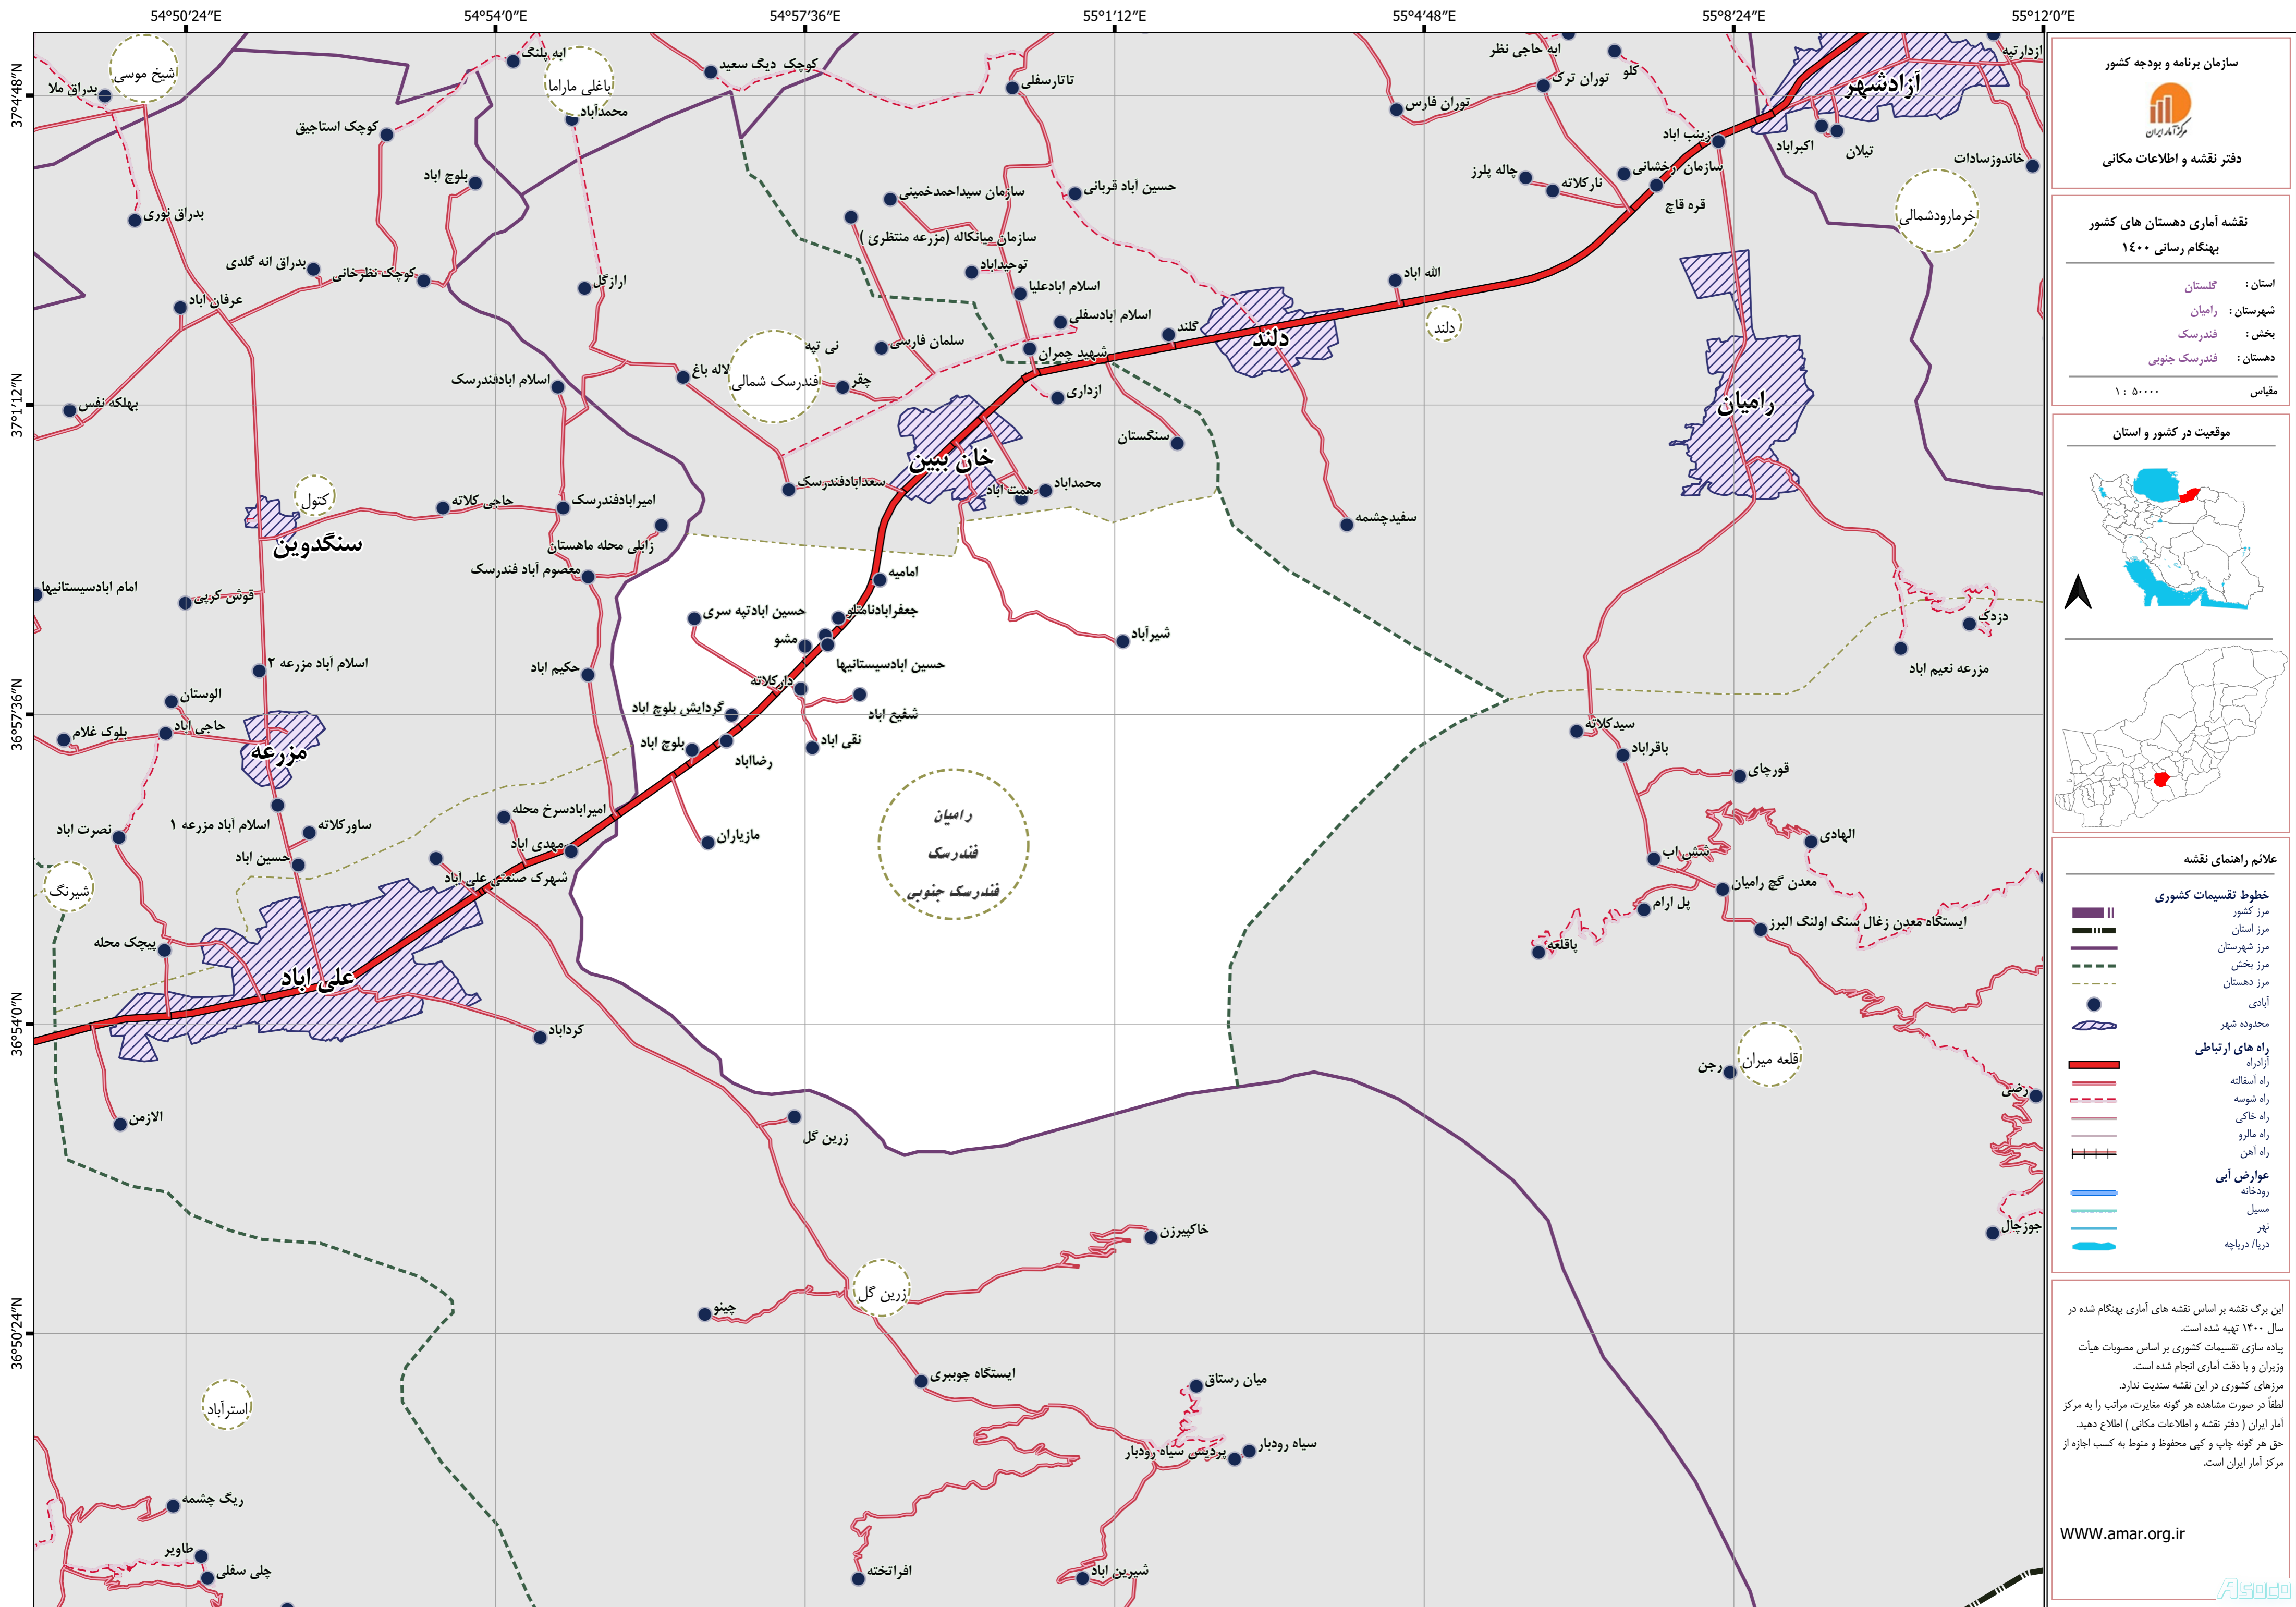 54°50'24"E
54°54'0"E
54°57'36"E
55°1'12"E
55°4'48"E
55°8'24"E
55°12'0"E
37°4'48"N
37°1'12"N
36°57'36"N
36°54'0"N
36°50'24"N
شیخ موسی
بدراق ملا
ابه پلنگ
باغلی ماراما
محمدآباد
کوچک دیگ سعید
تاتارسفلی
ابه حاجی نظر
کلو
توران ترک
توران فارس
آزادشهر
ازدارتپه
کوچک استاجیق
بلوچ اباد
بدراق نوری
زینب اباد
اکبراباد
تیلان
خاندوزسادات
چاله پلرز
نارکلاته
سازمان رخشانی
قره قاچ
خرمارودشمالی
سازمان سیداحمدخمینی
حسین آباد قربانی
سازمان میانکاله (مزرعه منتظری )
توحیداباد
اسلام ابادعلیا
اسلام ابادسفلی
بدراق انه گلدی
کوچک نظرخانی
عرفان اباد
ارازگل
الله اباد
گلند
دلند
دلند
شهید چمران
سلمان فارسی
نی تپه
لاله باغ
فندرسک شمالی
چقر
ازداری
اسلام ابادفندرسک
بهلکه نفس
رامیان
سنگستان
خان ببین
سعدابادفندرسک
همت اباد
محمداباد
سفیدچشمه
کتول
سنگدوین
حاجی کلاته
امیرابادفندرسک
زابلی محله ماهستان
معصوم آباد فندرسک
امام ابادسیستانیها
قوش کرپی
امامیه
جعفرابادنامتلو
حسین ابادتپه سری
مشو
حسین ابادسیستانیها
شیرآباد
دزدک
مزرعه نعیم اباد
اسلام آباد مزرعه ۲
حکیم اباد
دارکلاته
شفیع اباد
الوستان
حاجی اباد
بلوک غلام
گردایش بلوچ اباد
بلوچ اباد
رضااباد
نقی اباد
سیدکلاته
باقراباد
مزرعه
قورچای
اسلام آباد مزرعه ۱
ساورکلاته
حسین اباد
نصرت اباد
امیرابادسرخ محله
مهدی اباد
مازیاران
رامیان
فندرسک
فندرسک جنوبی
شش اب
الهادی
معدن گچ رامیان
پل ارام
ایستگاه معدن زغال سنگ اولنگ البرز
پاقلعه
شیرنگ
شهرک صنعتی علی آباد
پیچک محله
علی اباد
کرداباد
قلعه میران
رجن
رضی
الازمن
زرین گل
جوزچال
خاکپیرزن
زرین گل
چینو
ایستگاه چوببری
میان رستاق
استرآباد
پردیس سیاه رودبار
سیاه رودبار
ریگ چشمه
طاویر
چلی سفلی
افراتخته
شیرین اباد
سازمان برنامه و بودجه کشور
مرکز آمار ایران
دفتر نقشه و اطلاعات مکانی
نقشه آماری دهستان های کشور
بهنگام رسانی ۱۴۰۰
استان : گلستان
شهرستان : رامیان
بخش : فندرسک
دهستان : فندرسک جنوبی
مقیاس ۱ : ۵۰۰۰۰
موقعیت در کشور و استان
علائم راهنمای نقشه
خطوط تقسیمات کشوری
مرز کشور
مرز استان
مرز شهرستان
مرز بخش
مرز دهستان
آبادی
محدوده شهر
راه های ارتباطی
آزادراه
راه آسفالته
راه شوسه
راه خاکی
راه مالرو
راه آهن
عوارض آبی
رودخانه
مسیل
نهر
دریا/ دریاچه
این برگ نقشه بر اساس نقشه های آماری بهنگام شده در
سال ۱۴۰۰ تهیه شده است.
پیاده سازی تقسیمات کشوری بر اساس مصوبات هیأت
وزیران و با دقت آماری انجام شده است.
مرزهای کشوری در این نقشه سندیت ندارد.
لطفاً در صورت مشاهده هر گونه مغایرت، مراتب را به مرکز
آمار ایران ( دفتر نقشه و اطلاعات مکانی ) اطلاع دهید.
حق هر گونه چاپ و کپی محفوظ و منوط به کسب اجازه از
مرکز آمار ایران است.
WWW.amar.org.ir
Asoco